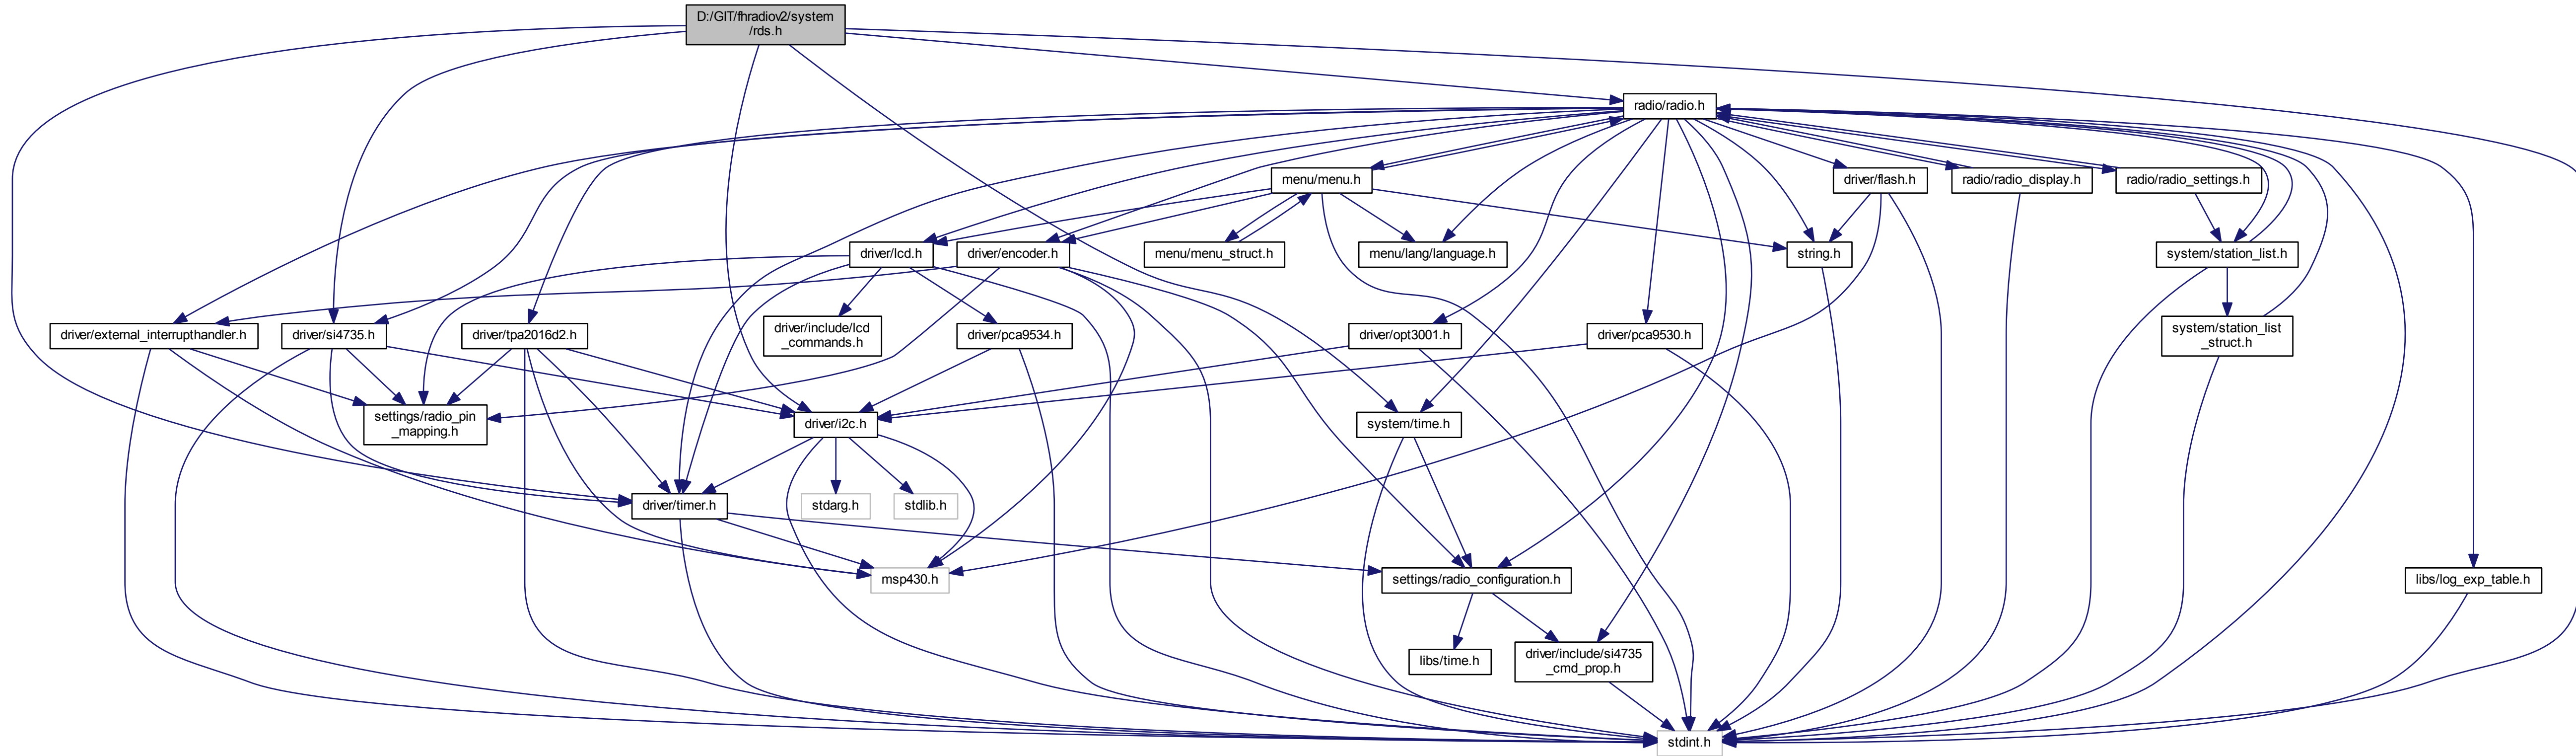 D:/GIT/fhradiov2/system
/rds.h
radio/radio.h
menu/menu.h
driver/flash.h
radio/radio_display.h
radio/radio_settings.h
driver/lcd.h
driver/encoder.h
menu/menu_struct.h
menu/lang/language.h
string.h
system/station_list.h
driver/external_interrupthandler.h
driver/si4735.h
driver/tpa2016d2.h
driver/include/lcd
_commands.h
driver/pca9534.h
driver/opt3001.h
driver/pca9530.h
system/station_list
_struct.h
settings/radio_pin
_mapping.h
driver/i2c.h
system/time.h
driver/timer.h
stdarg.h
stdlib.h
msp430.h
settings/radio_configuration.h
libs/log_exp_table.h
libs/time.h
driver/include/si4735
_cmd_prop.h
stdint.h